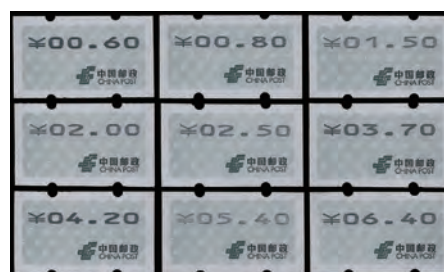 ¥00.60
中国邮政
CHINA POST
¥00.80
中国邮政
CHINA POST
¥01.50
中国邮政
CHINA POST
¥02.00
中国邮政
CHINA POST
¥02.50
中国邮政
CHINA POST
¥03.70
中国邮政
CHINA POST
¥04.20
中国邮政
CHINA POST
¥05.40
中国邮政
CHINA POST
¥06.40
中国邮政
CHINA POST